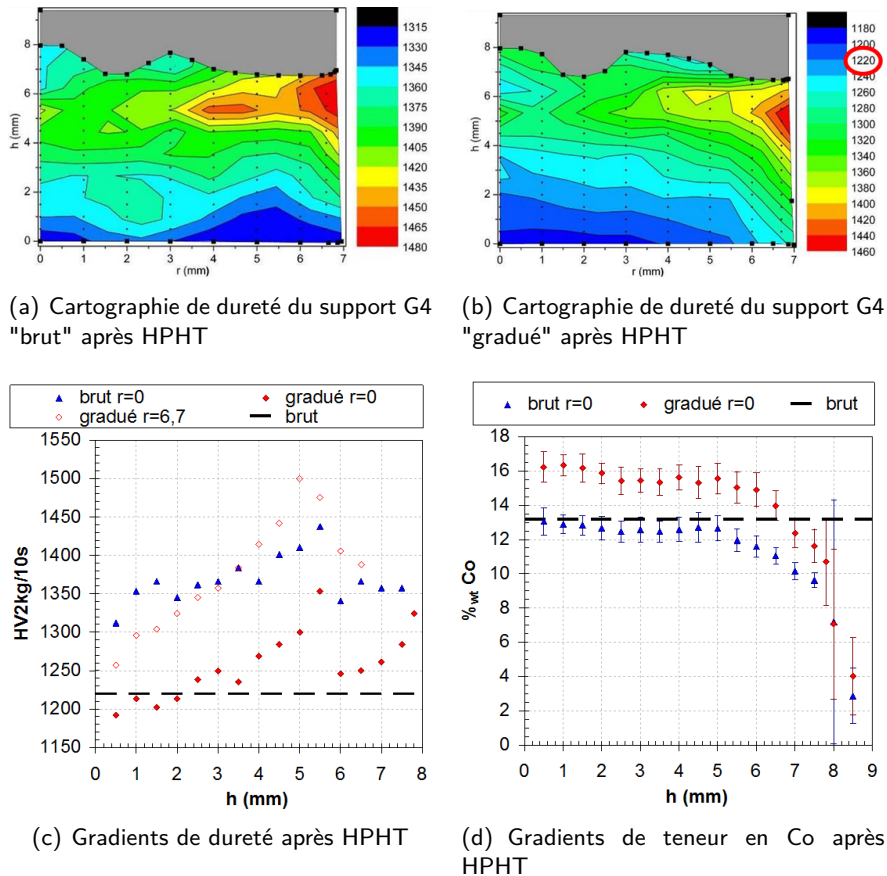 8
6
4
2
0
h (mm)
0 1 2 3 4 5 6 7
r (mm)
1315
1330
1345
1360
1375
1390
1405
1420
1435
1450
1465
1480
8
6
4
2
0
h (mm)
0 1 2 3 4 5 6 7
r (mm)
1180
1200
1220
1240
1260
1280
1300
1320
1340
1360
1380
1400
1420
1440
1460
(a) Cartographie de dureté du support G4
"brut" après HPHT
(b) Cartographie de dureté du support G4
"gradué" après HPHT
brut r=0 gradué r=0
gradué r=6,7 brut
1550
1500
1450
1400
1350
1300
1250
1200
1150
HV2kg/10s
0 1 2 3 4 5 6 7 8
h (mm)
brut r=0 gradué r=0 brut
18
16
14
12
10
8
6
4
2
0
%wt Co
0 1 2 3 4 5 6 7 8 9
h (mm)
(c) Gradients de dureté après HPHT
(d) Gradients de teneur en Co après
HPHT